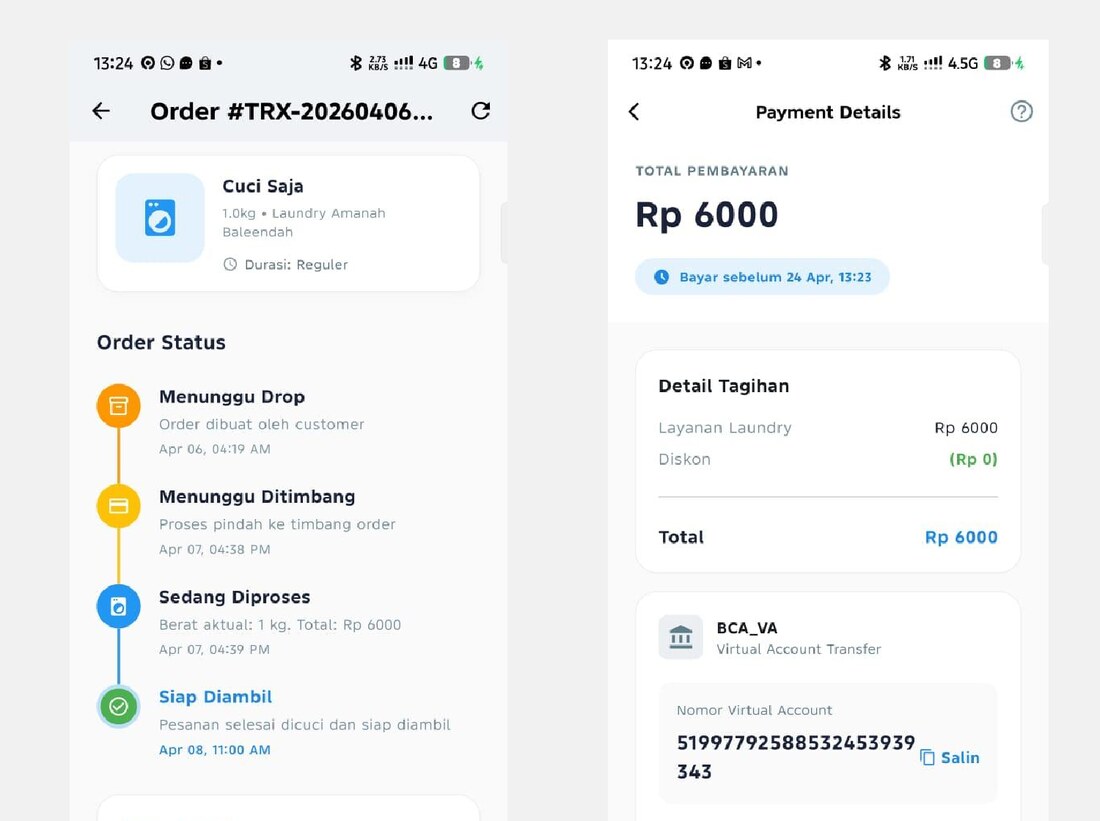 13:24
2.73
KB/S
4G
8
Order #TRX-20260406...
Cuci Saja
1.0kg • Laundry Amanah
Baleendah
Durasi: Reguler
Order Status
Menunggu Drop
Order dibuat oleh customer
Apr 06, 04:19 AM
Menunggu Ditimbang
Proses pindah ke timbang order
Apr 07, 04:38 PM
Sedang Diproses
Berat aktual: 1 kg. Total: Rp 6000
Apr 07, 04:39 PM
Siap Diambil
Pesanan selesai dicuci dan siap diambil
Apr 08, 11:00 AM
13:24
1.71
KB/S
4.5G
8
Payment Details
TOTAL PEMBAYARAN
Rp 6000
Bayar sebelum 24 Apr, 13:23
Detail Tagihan
Layanan Laundry Rp 6000
Diskon (Rp 0)
Total Rp 6000
BCA_VA
Virtual Account Transfer
Nomor Virtual Account
51997792588532453939
343
Salin